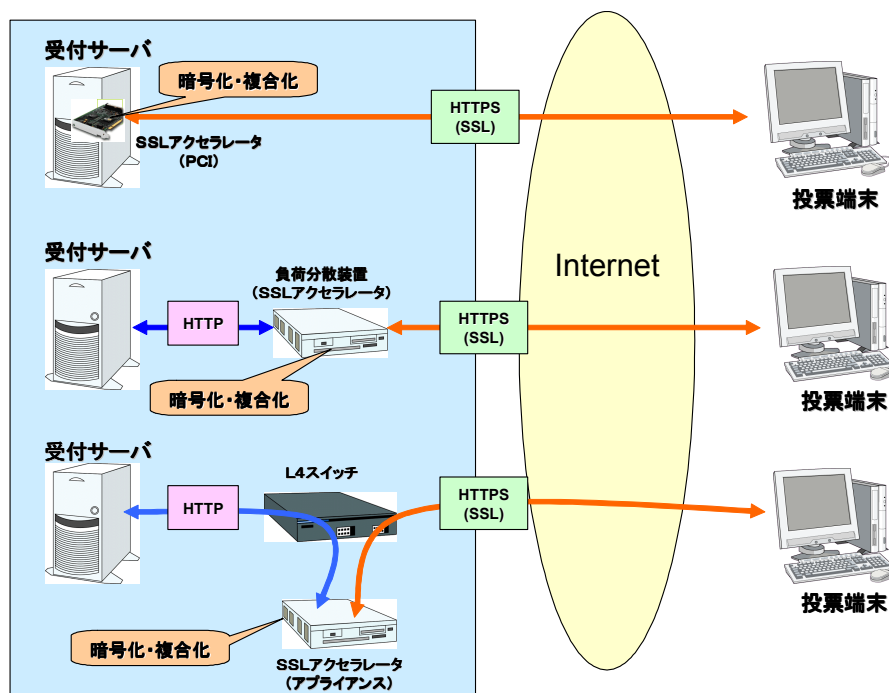 受付サーバ
暗号化・複合化
SSLアクセラレータ
(PCI)
HTTPS
(SSL)
投票端末
Internet
受付サーバ
負荷分散装置
(SSLアクセラレータ)
HTTP
HTTPS
(SSL)
暗号化・複合化
投票端末
受付サーバ
L4スイッチ
HTTP
HTTPS
(SSL)
投票端末
暗号化・複合化
SSLアクセラレータ
(アプライアンス)